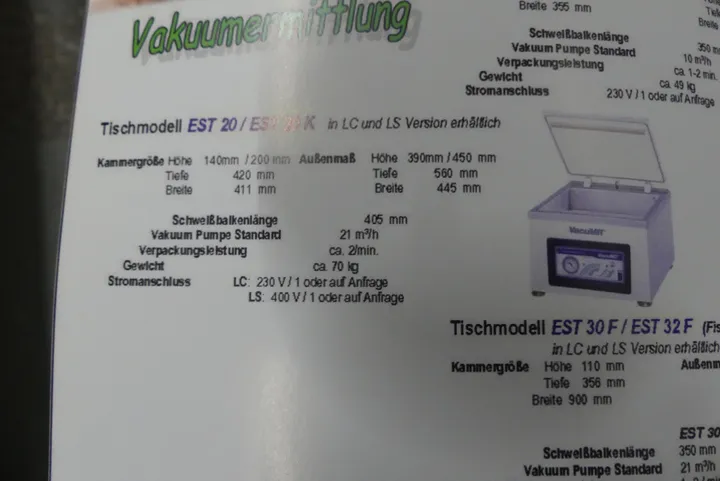 Vakuumermittlung
Breite 355 mm
Schweißbalkenlänge 350 m
Vakuum Pumpe Standard 10 m³/h
Verpackungsleistung ca. 1-2 min.
Gewicht ca. 49 kg
Stromanschluss 230 V / 1 oder auf Anfrage
Tischmodell EST 20 / K in LC und LS Version erhältlich
Kammergröße Höhe 140mm / 200 mm Außenmaß Höhe 390mm / 450 mm
Tiefe 420 mm Tiefe 560 mm
Breite 411 mm Breite 445 mm
Schweißbalkenlänge 405 mm
Vakuum Pumpe Standard 21 m³/h
Verpackungsleistung ca. 2/min.
Gewicht ca. 70 kg
Stromanschluss LC: 230 V / 1 oder auf Anfrage
LS: 400 V / 1 oder auf Anfrage
VacuMIT
Tischmodell EST 30 F / EST 32 F (Fis
in LC und LS Version erhältlich
Kammergröße Höhe 110 mm Außenm
Tiefe 356 mm
Breite 900 mm
EST 30
Schweißbalkenlänge 350 mm
Vakuum Pumpe Standard 21 m³/h